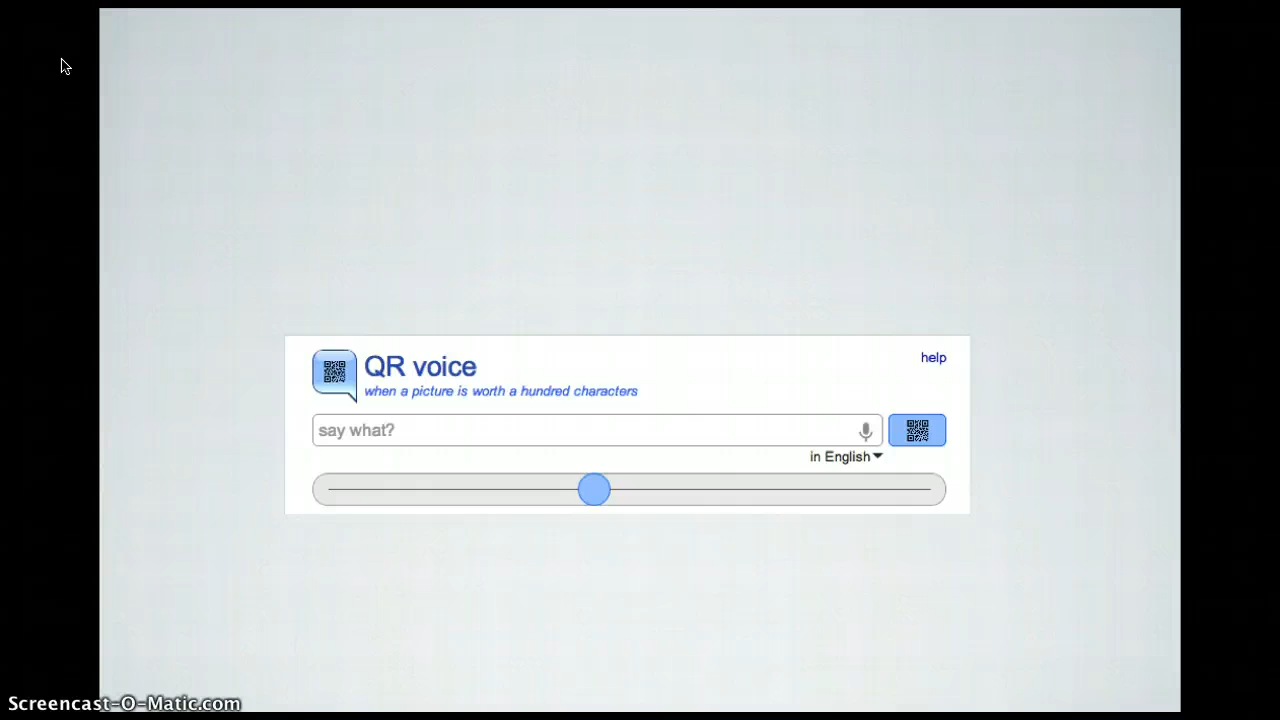 QR voice
help
when a picture is worth a hundred characters
say what?
in English
Screencast-O-Matic.com